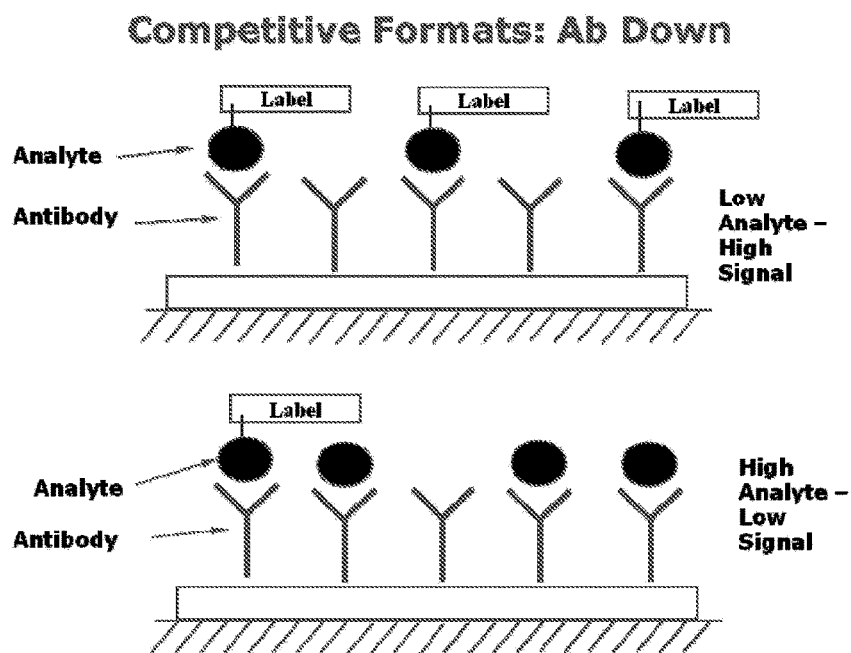 Competitive Formats: Ab Down
Label
Label
Label
Analyte
Antibody
Low
Analyte –
High
Signal
Label
Analyte
Antibody
High
Analyte –
Low
Signal